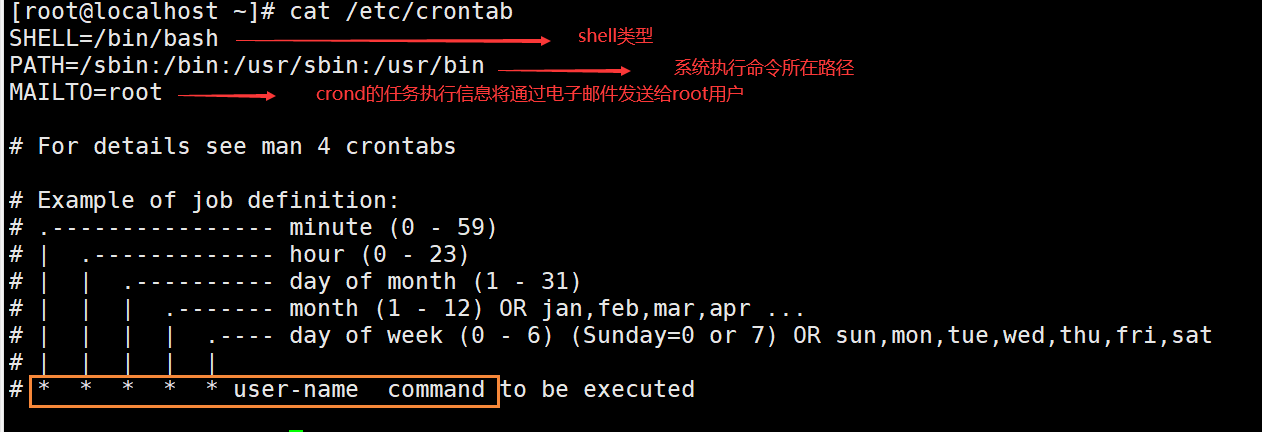 [root@localhost ~]# cat /etc/crontab
SHELL=/bin/bash shell类型
PATH=/sbin:/bin:/usr/sbin:/usr/bin 系统执行命令所在路径
MAILTO=root crond的任务执行信息将通过电子邮件发送给root用户
# For details see man 4 crontabs
# Example of job definition:
# .---------------- minute (0 - 59)
# |  .------------- hour (0 - 23)
# |  |  .---------- day of month (1 - 31)
# |  |  |  .------- month (1 - 12) OR jan,feb,mar,apr ...
# |  |  |  |  .---- day of week (0 - 6) (Sunday=0 or 7) OR sun,mon,tue,wed,thu,fri,sat
# |  |  |  |  |
# *  *  *  *  * user-name  command to be executed